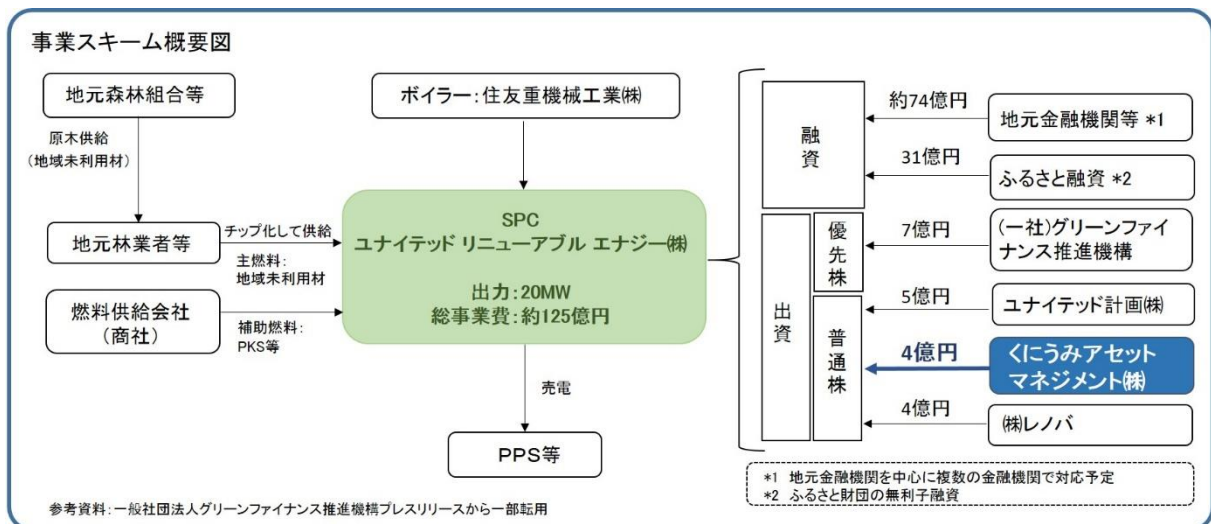 事業スキーム概要図
地元森林組合等
原木供給
(地域未利用材)
地元林業者等
チップ化して供給
主燃料:
地域未利用材
燃料供給会社
(商社)
補助燃料:
PKS等
ボイラー:住友重機械工業㈱
SPC
ユナイテッド リニューアブル エナジー㈱
出力:20MW
総事業費:約125億円
売電
PPS等
融資
出資
優先株
普通株
約74億円
地元金融機関等 *1
31億円
ふるさと融資 *2
7億円
(一社)グリーンファイ
ナンス推進機構
5億円
ユナイテッド計画㈱
4億円
くにうみアセット
マネジメント㈱
4億円
㈱レノバ
*1 地元金融機関を中心に複数の金融機関で対応予定
*2 ふるさと財団の無利子融資
参考資料:一般社団法人グリーンファイナンス推進機構プレスリリースから一部転用